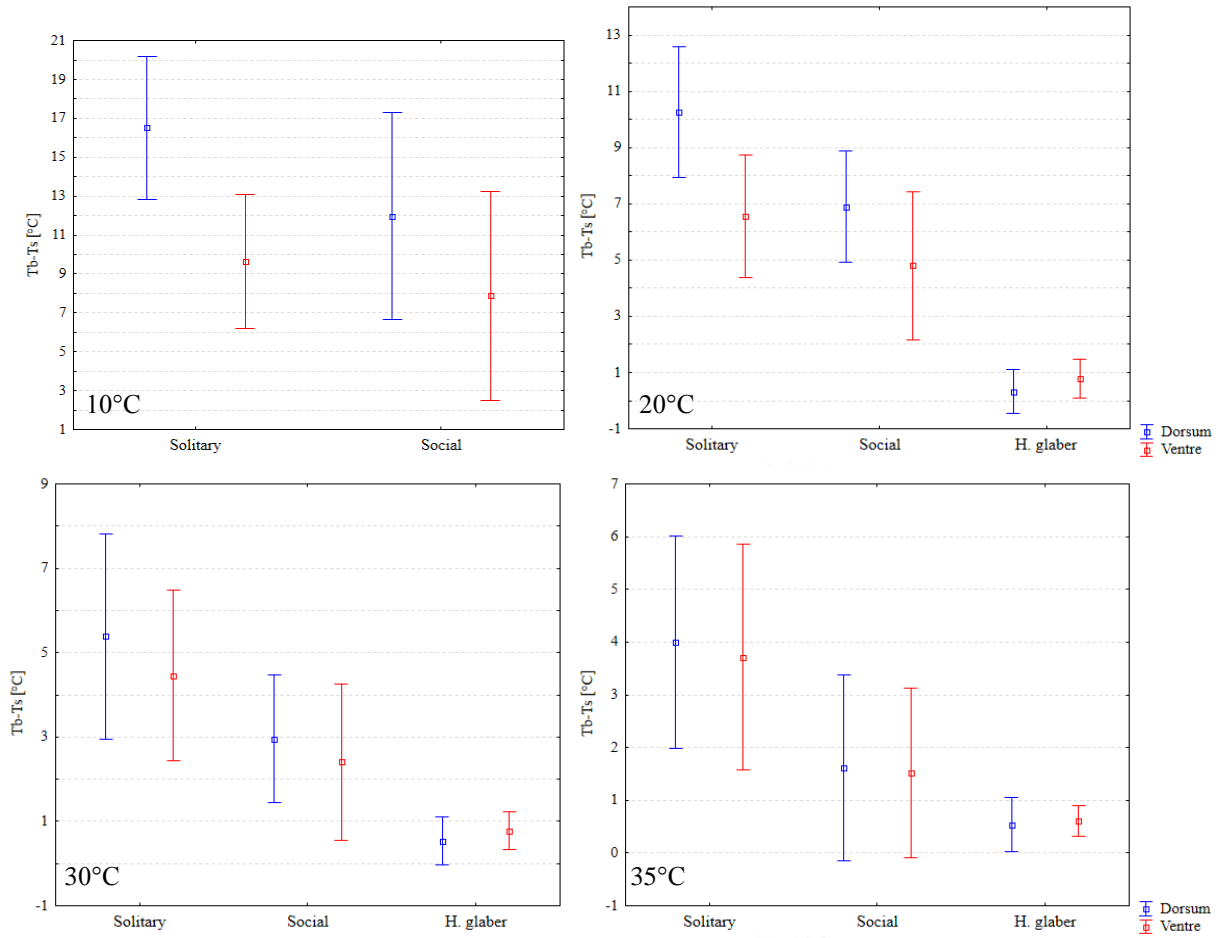 21
19
17
15
13
11
9
7
5
3
1
Tb-Ts [°C]
10°C
Solitary Social
13
11
9
7
5
3
1
-1
Tb-Ts [°C]
20°C
Solitary Social H. glaber
Dorsum
Ventre
9
7
5
3
1
-1
Tb-Ts [°C]
30°C
Solitary Social H. glaber
7
6
5
4
3
2
1
0
-1
Tb-Ts [°C]
35°C
Solitary Social H. glaber
Dorsum
Ventre